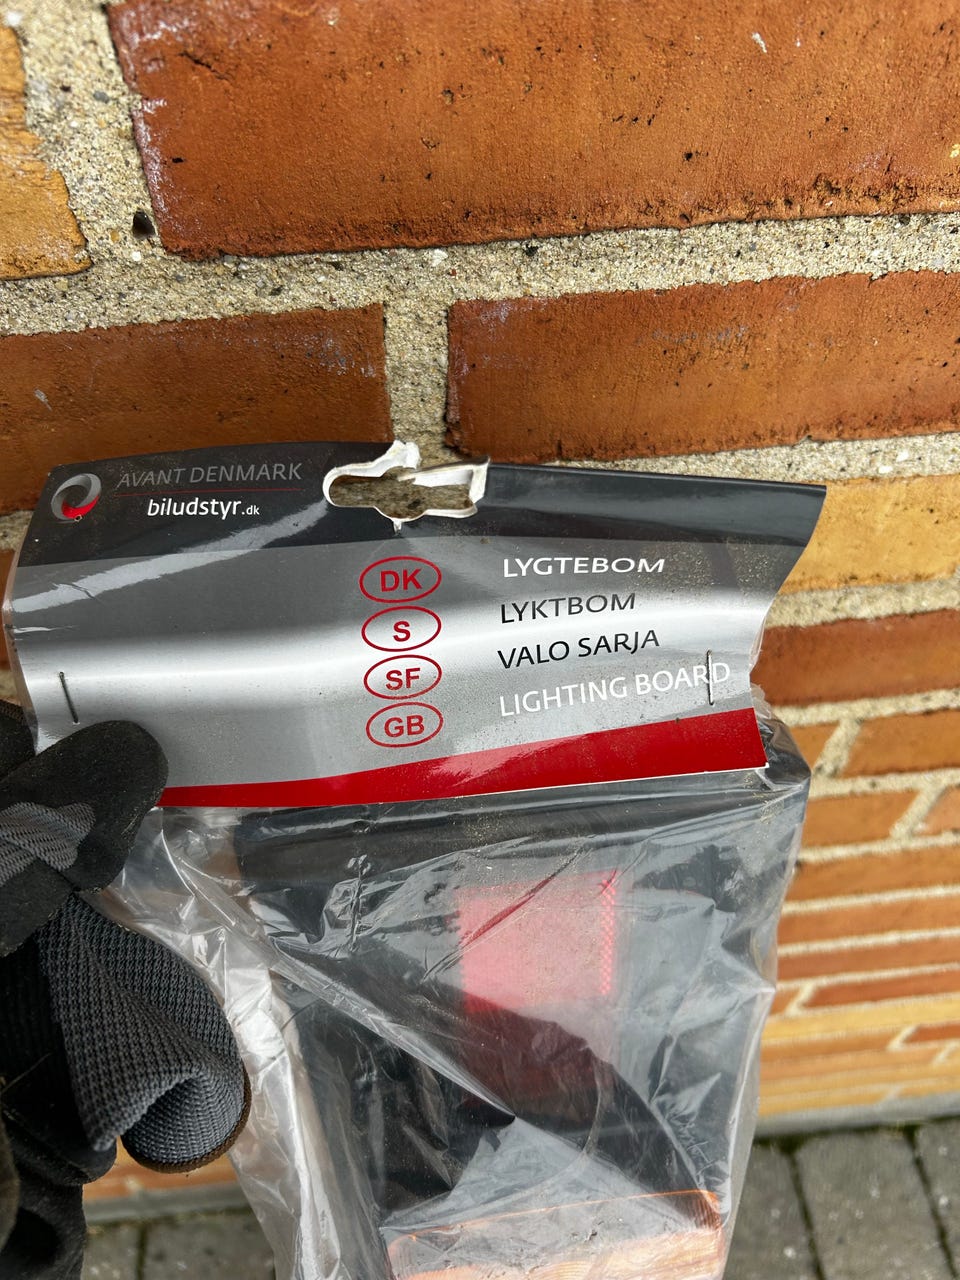 AVANT DENMARK
biludstyr.dk
DK LYGTEBOM
S LYKTBOM
SF VALO SARJA
GB LIGHTING BOARD